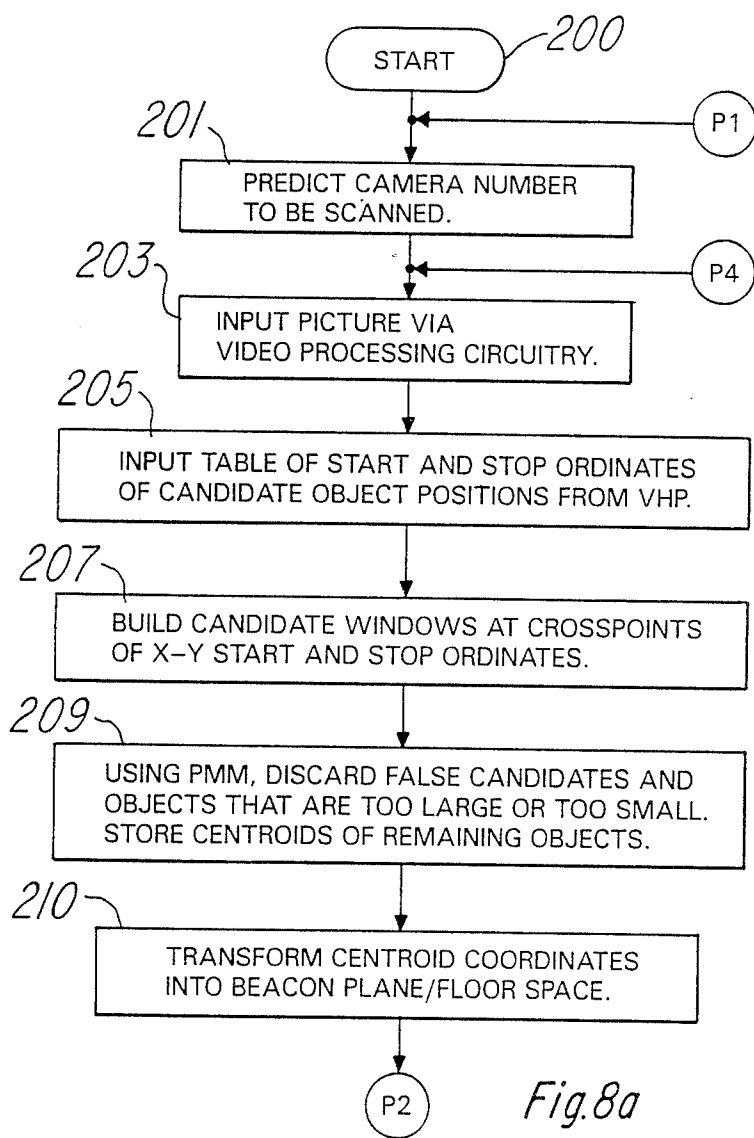 200
START
P1
201
PREDICT CAMERA NUMBER
TO BE SCANNED.
P4
203
INPUT PICTURE VIA
VIDEO PROCESSING CIRCUITRY.
205
INPUT TABLE OF START AND STOP ORDINATES
OF CANDIDATE OBJECT POSITIONS FROM VHP.
207
BUILD CANDIDATE WINDOWS AT CROSSPOINTS
OF X–Y START AND STOP ORDINATES.
209
USING PMM, DISCARD FALSE CANDIDATES AND
OBJECTS THAT ARE TOO LARGE OR TOO SMALL.
STORE CENTROIDS OF REMAINING OBJECTS.
210
TRANSFORM CENTROID COORDINATES
INTO BEACON PLANE/FLOOR SPACE.
P2
Fig.8a